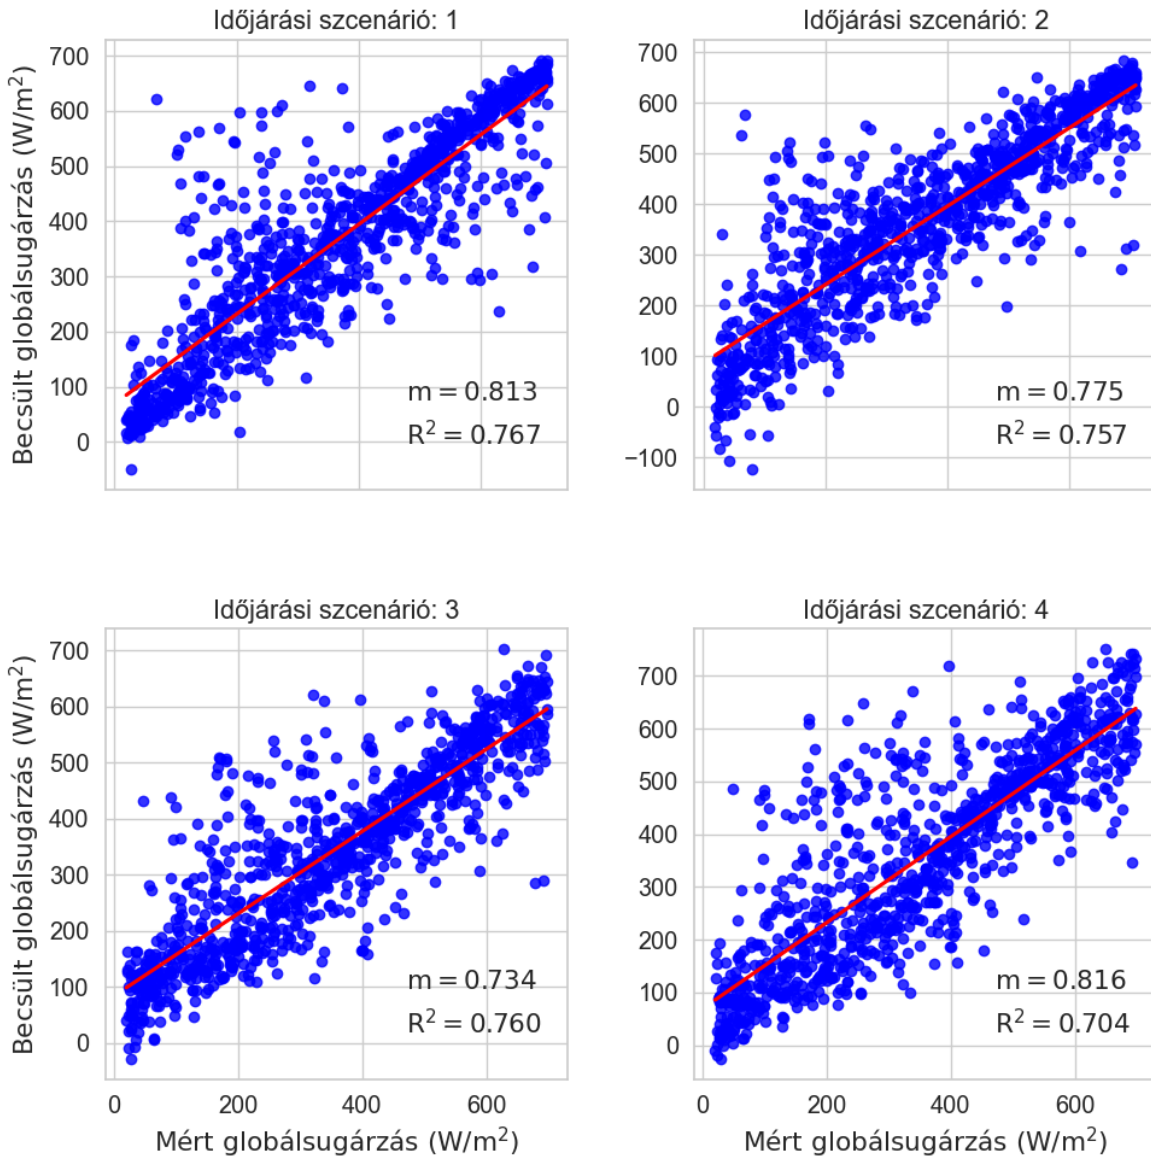 Időjárási szcenárió: 1
Becsült globálsugárzás (W/m²)
700
600
500
400
300
200
100
0
m = 0.813
R² = 0.767
Időjárási szcenárió: 2
700
600
500
400
300
200
100
0
−100
m = 0.775
R² = 0.757
Időjárási szcenárió: 3
Becsült globálsugárzás (W/m²)
700
600
500
400
300
200
100
0
m = 0.734
R² = 0.760
0 200 400 600
Mért globálsugárzás (W/m²)
Időjárási szcenárió: 4
700
600
500
400
300
200
100
0
m = 0.816
R² = 0.704
0 200 400 600
Mért globálsugárzás (W/m²)